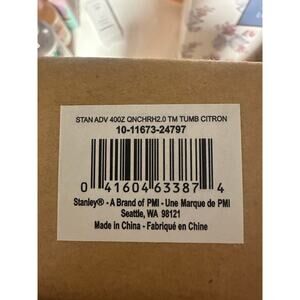 STAN ADV 40OZ QNCHRH2.0 TM TUMB CITRON
10-11673-24797
0 41604 63387 4
Stanley® - A Brand of PMI - Une Marque de PMI
Seattle, WA 98121
Made in China - Fabriqué en Chine